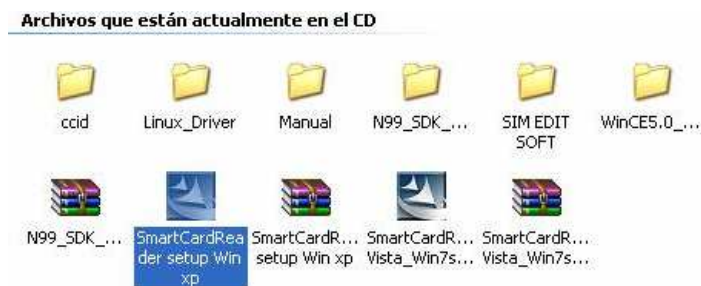 Archivos que están actualmente en el CD
ccid Linux_Driver Manual N99_SDK_... SIM EDIT WinCE5.0_...
SOFT
N99_SDK_... SmartCardRea SmartCardR... SmartCardR... SmartCardR...
der setup Win setup Win xp Vista_Win7s... Vista_Win7s...
xp